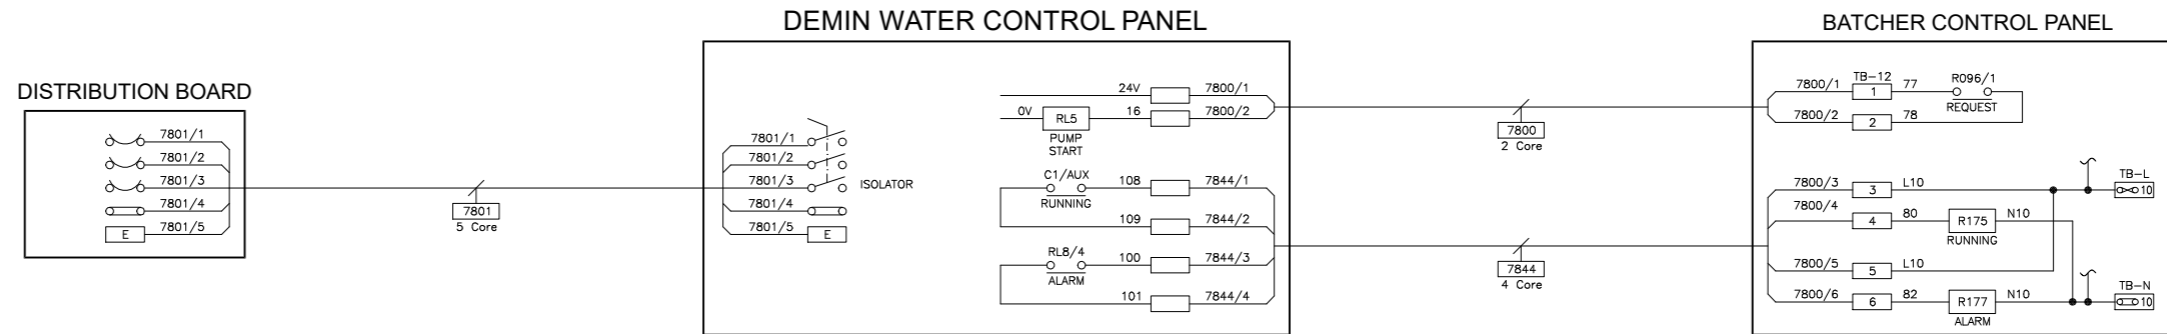 DEMIN WATER CONTROL PANEL
BATCHER CONTROL PANEL
DISTRIBUTION BOARD
7801/1
7801/2
7801/3
7801/4
E 7801/5
7801
5 Core
7801/1
7801/2
7801/3
ISOLATOR
7801/4
7801/5 E
24V 7800/1
0V RL5 16 7800/2
PUMP
START
C1/AUX 108 7844/1
RUNNING
109 7844/2
RL8/4 100 7844/3
ALARM
101 7844/4
7800
2 Core
7844
4 Core
7800/1 TB-12 1 77 R096/1
REQUEST
7800/2 2 78
7800/3 3 L10
TB-L
10
7800/4 4 80 R175 N10
RUNNING
7800/5 5 L10
7800/6 6 82 R177 N10
ALARM
TB-N
10